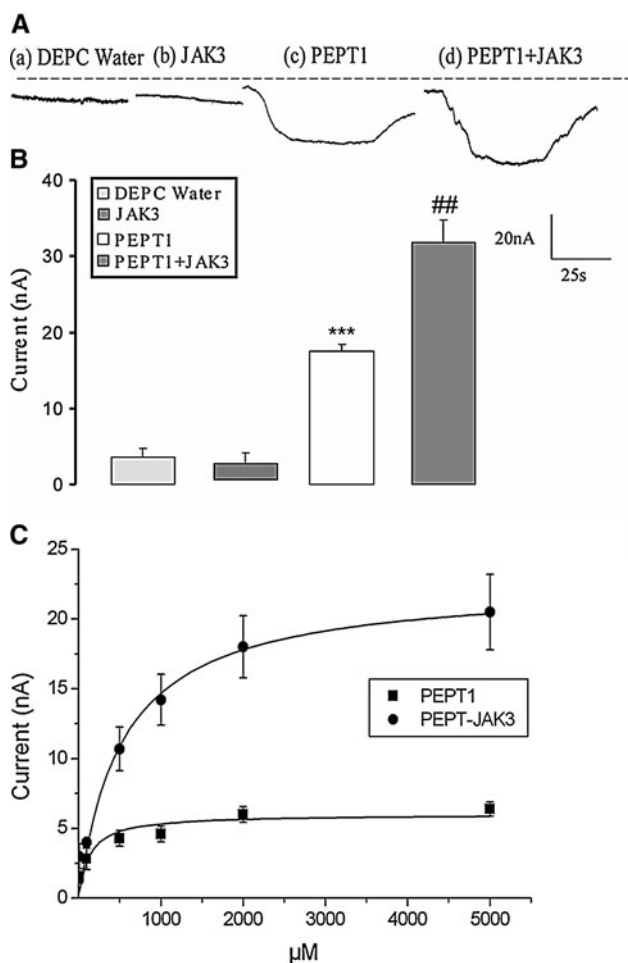 A
(a) DEPC Water (b) JAK3 (c) PEPT1 (d) PEPT1+JAK3
B
40
30
20
10
0
Current (nA)
DEPC Water
JAK3
PEPT1
PEPT1+JAK3
***
##
20nA
25s
C
25
20
15
10
5
0
Current (nA)
PEPT1
PEPT-JAK3
1000 2000 3000 4000 5000
µM